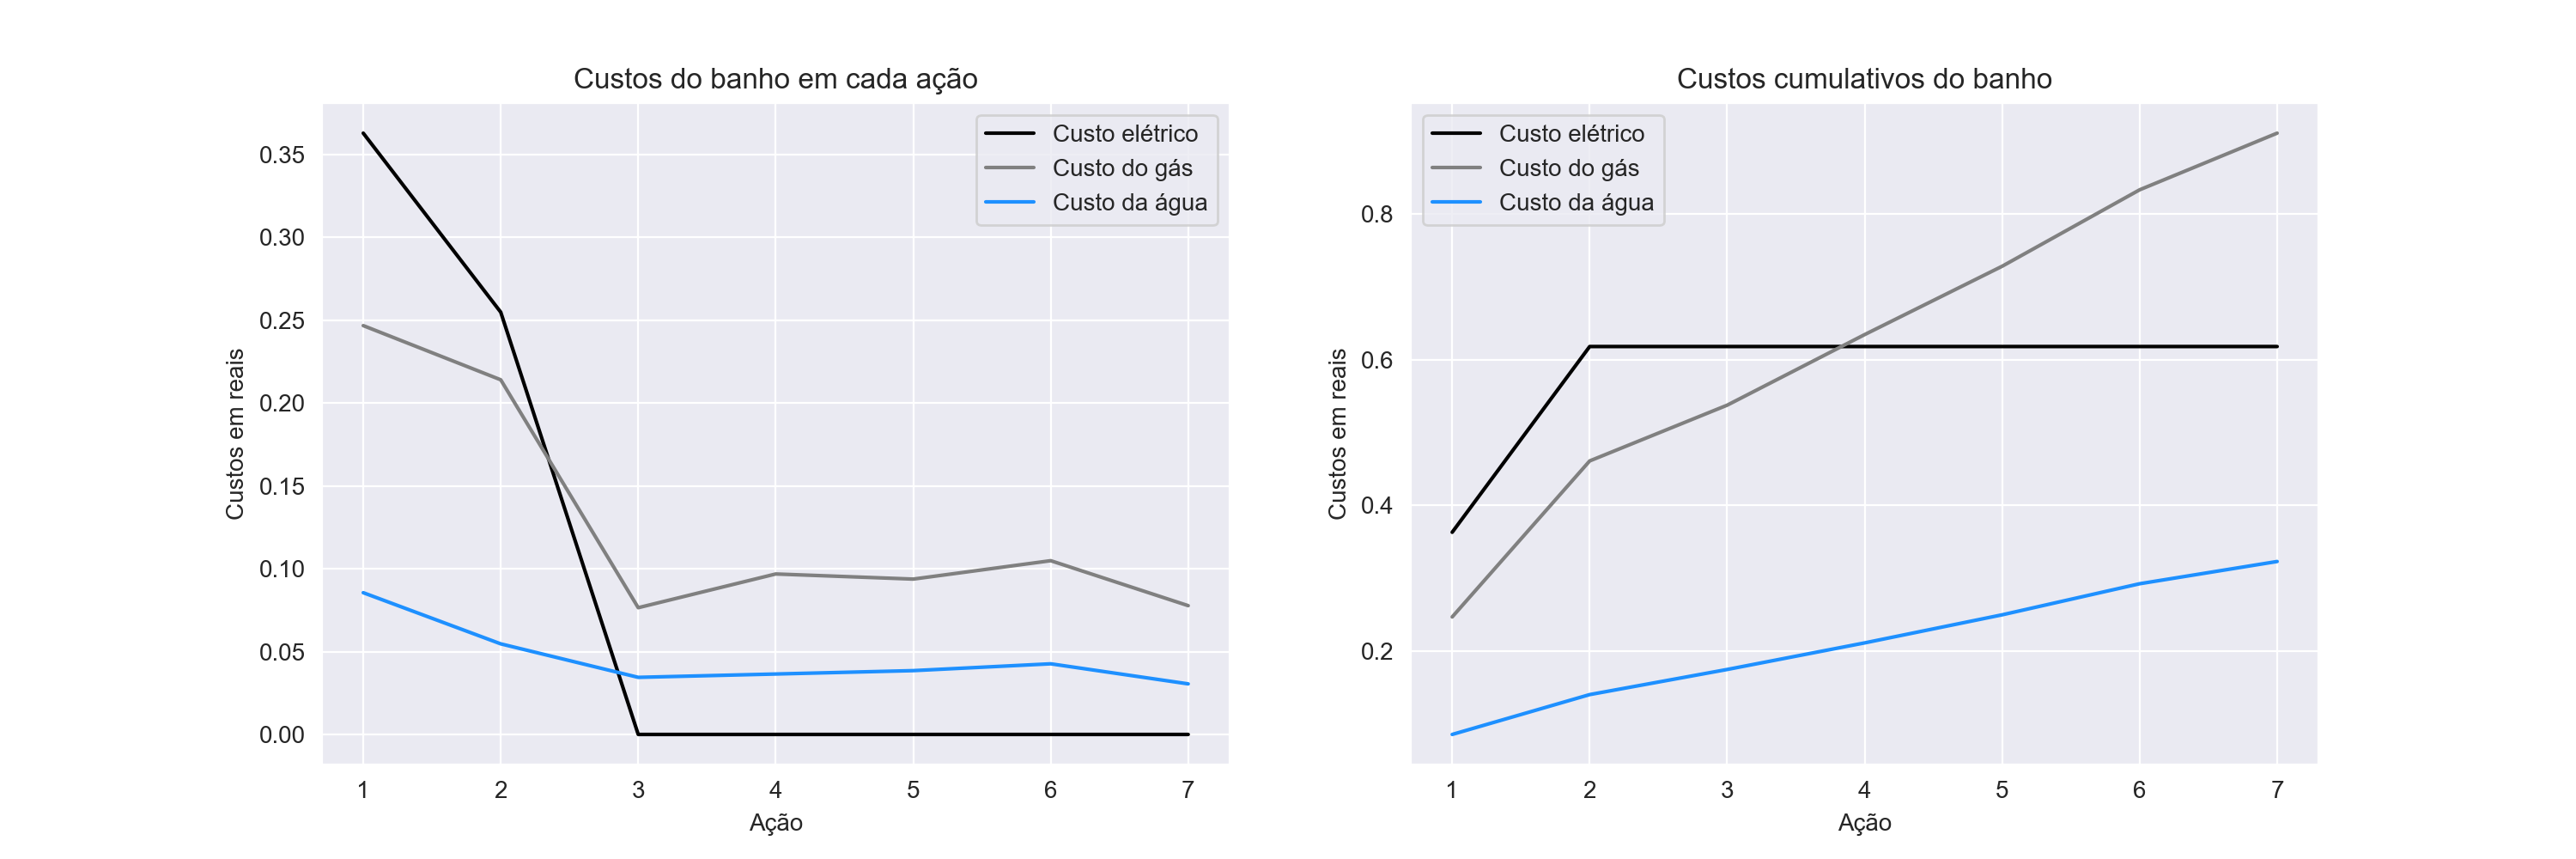 Custos do banho em cada ação
Custo elétrico
Custo do gás
Custo da água
0.35
0.30
0.25
0.20
0.15
0.10
0.05
0.00
Custos em reais
1 2 3 4 5 6 7
Ação
Custos cumulativos do banho
Custo elétrico
Custo do gás
Custo da água
0.8
0.6
0.4
0.2
Custos em reais
1 2 3 4 5 6 7
Ação